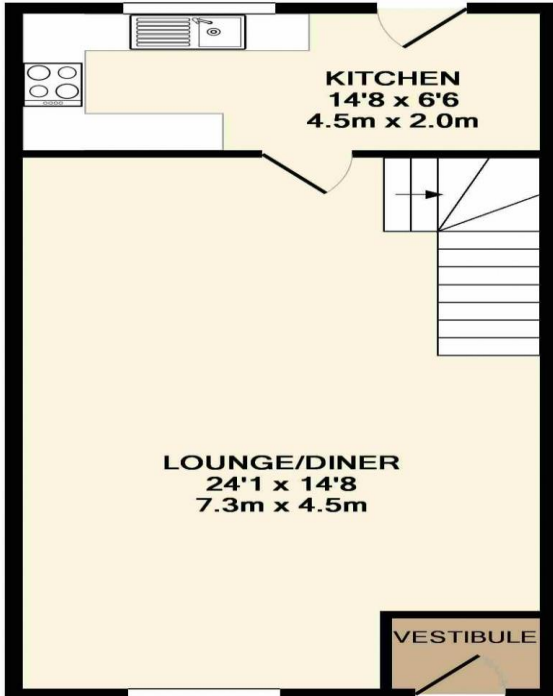 KITCHEN
14'8 x 6'6
4.5m x 2.0m
LOUNGE/DINER
24'1 x 14'8
7.3m x 4.5m
VESTIBULE